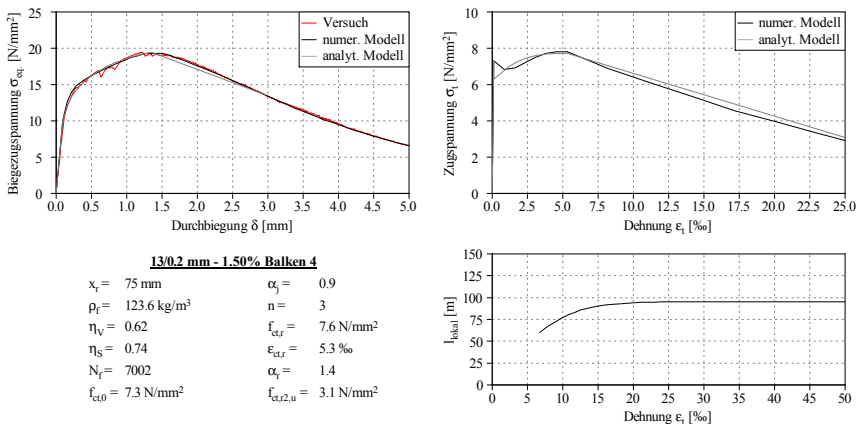 Biegezugspannung σeq. [N/mm²]
30
25
20
15
10
5
0
0.0 0.5 1.0 1.5 2.0 2.5 3.0 3.5 4.0 4.5 5.0
Durchbiegung δ [mm]
Versuch
numer. Modell
analyt. Modell
Zugspannung σt [N/mm²]
10
8
6
4
2
0
0.0 2.5 5.0 7.5 10.0 12.5 15.0 17.5 20.0 22.5 25.0
Dehnung εt [‰]
numer. Modell
analyt. Modell
13/0.2 mm - 1.50% Balken 4
xr = 75 mm αj = 0.9
ρf = 123.6 kg/m³ n = 3
ηV = 0.62 fct,r = 7.6 N/mm²
ηS = 0.74 εct,r = 5.3 ‰
Nf = 7002 αr = 1.4
fct,0 = 7.3 N/mm² fct,r2,u = 3.1 N/mm²
llokal [m]
150
125
100
75
50
25
0
0 5 10 15 20 25 30 35 40 45 50
Dehnung εt [‰]